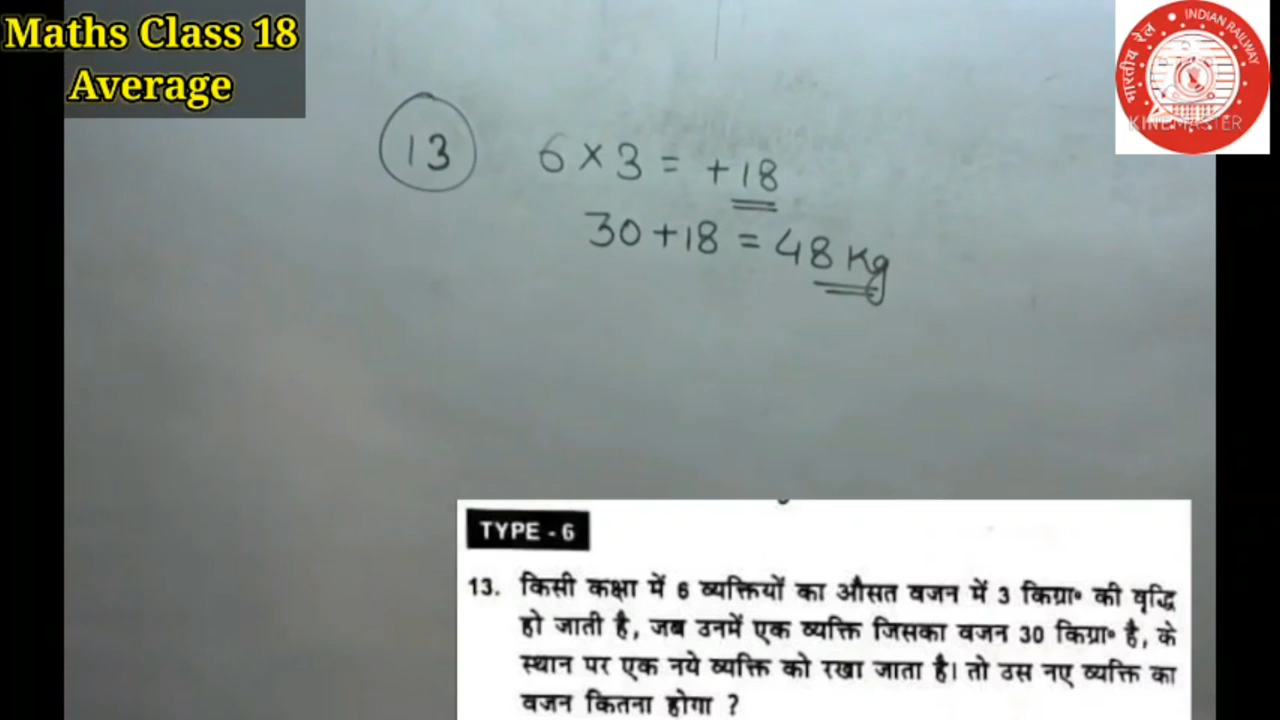 Maths Class 18
Average
भारतीय रेल
INDIAN RAILWAY
KINEMASTER
13
6 × 3 = + 18
30 + 18 = 48 Kg
TYPE - 6
13. किसी कक्षा में 6 व्यक्तियों का औसत वजन में 3 किग्रा॰ की वृद्धि
हो जाती है, जब उनमें एक व्यक्ति जिसका वजन 30 किग्रा॰ है, के
स्थान पर एक नये व्यक्ति को रखा जाता है। तो उस नए व्यक्ति का
वजन कितना होगा ?